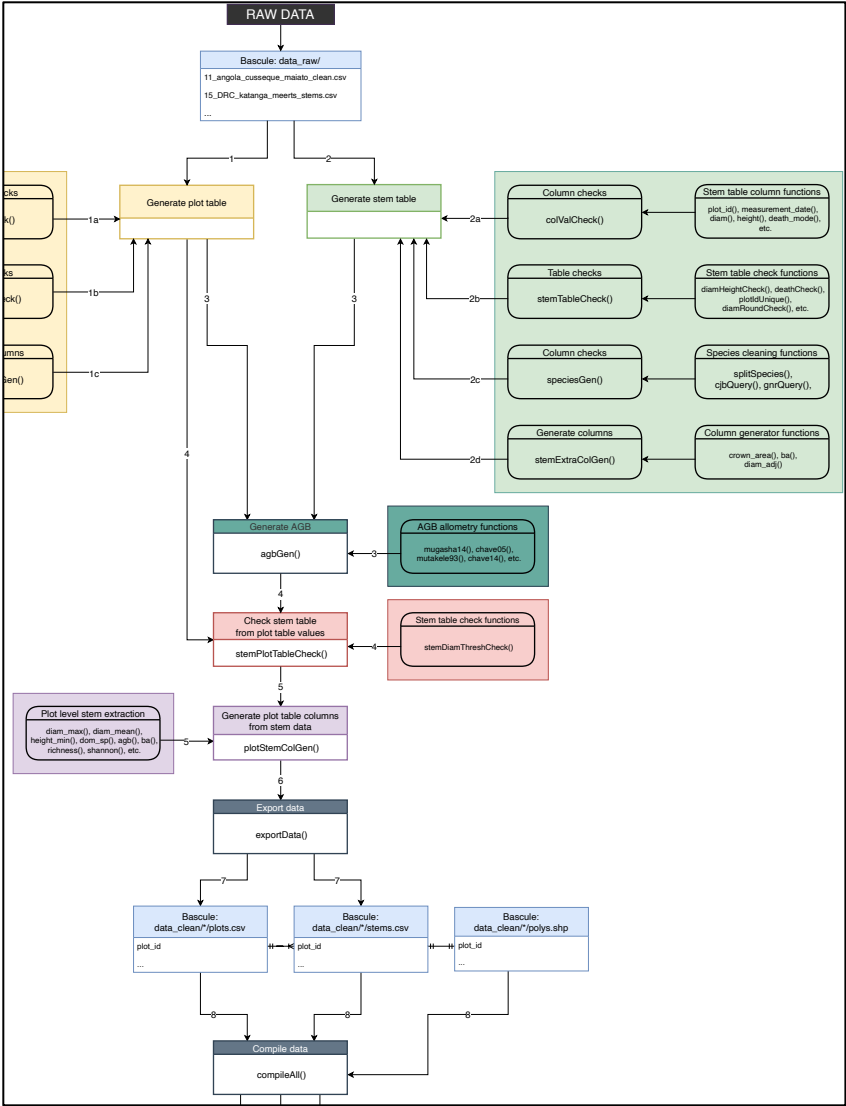 RAW DATA
Bascule: data_raw/
11_angola_cusseque_maiato_clean.csv
15_DRC_katanga_meerts_stems.csv
...
1
2
cks
k()
1a
Generate plot table
Generate stem table
2a
Column checks
colValCheck()
Stem table column functions
plot_id(), measurement_date(),
diam(), height(), death_mode(),
etc.
ks
ck()
1b
3
3
2b
Table checks
stemTableCheck()
Stem table check functions
diamHeightCheck(), deathCheck(),
plotIdUnique(),
diamRoundCheck(), etc.
umns
Gen()
1c
2c
Column checks
speciesGen()
Species cleaning functions
splitSpecies(),
cjbQuery(), gnrQuery(),
4
2d
Generate columns
stemExtraColGen()
Column generator functions
crown_area(), ba(),
diam_adj()
Generate AGB
agbGen()
3
AGB allometry functions
mugasha14(), chave05(),
mutakele93(), chave14(), etc.
4
Check stem table
from plot table values
stemPlotTableCheck()
4
Stem table check functions
stemDiamThreshCheck()
5
Plot level stem extraction
diam_max(), diam_mean(),
height_min(), dom_sp(), agb(), ba(),
richness(), shannon(), etc.
5
Generate plot table columns
from stem data
plotStemColGen()
6
Export data
exportData()
7
7
Bascule:
data_clean/*/plots.csv
plot_id
...
Bascule:
data_clean/*/stems.csv
plot_id
...
Bascule:
data_clean/*/polys.shp
plot_id
...
8
8
8
Compile data
compileAll()